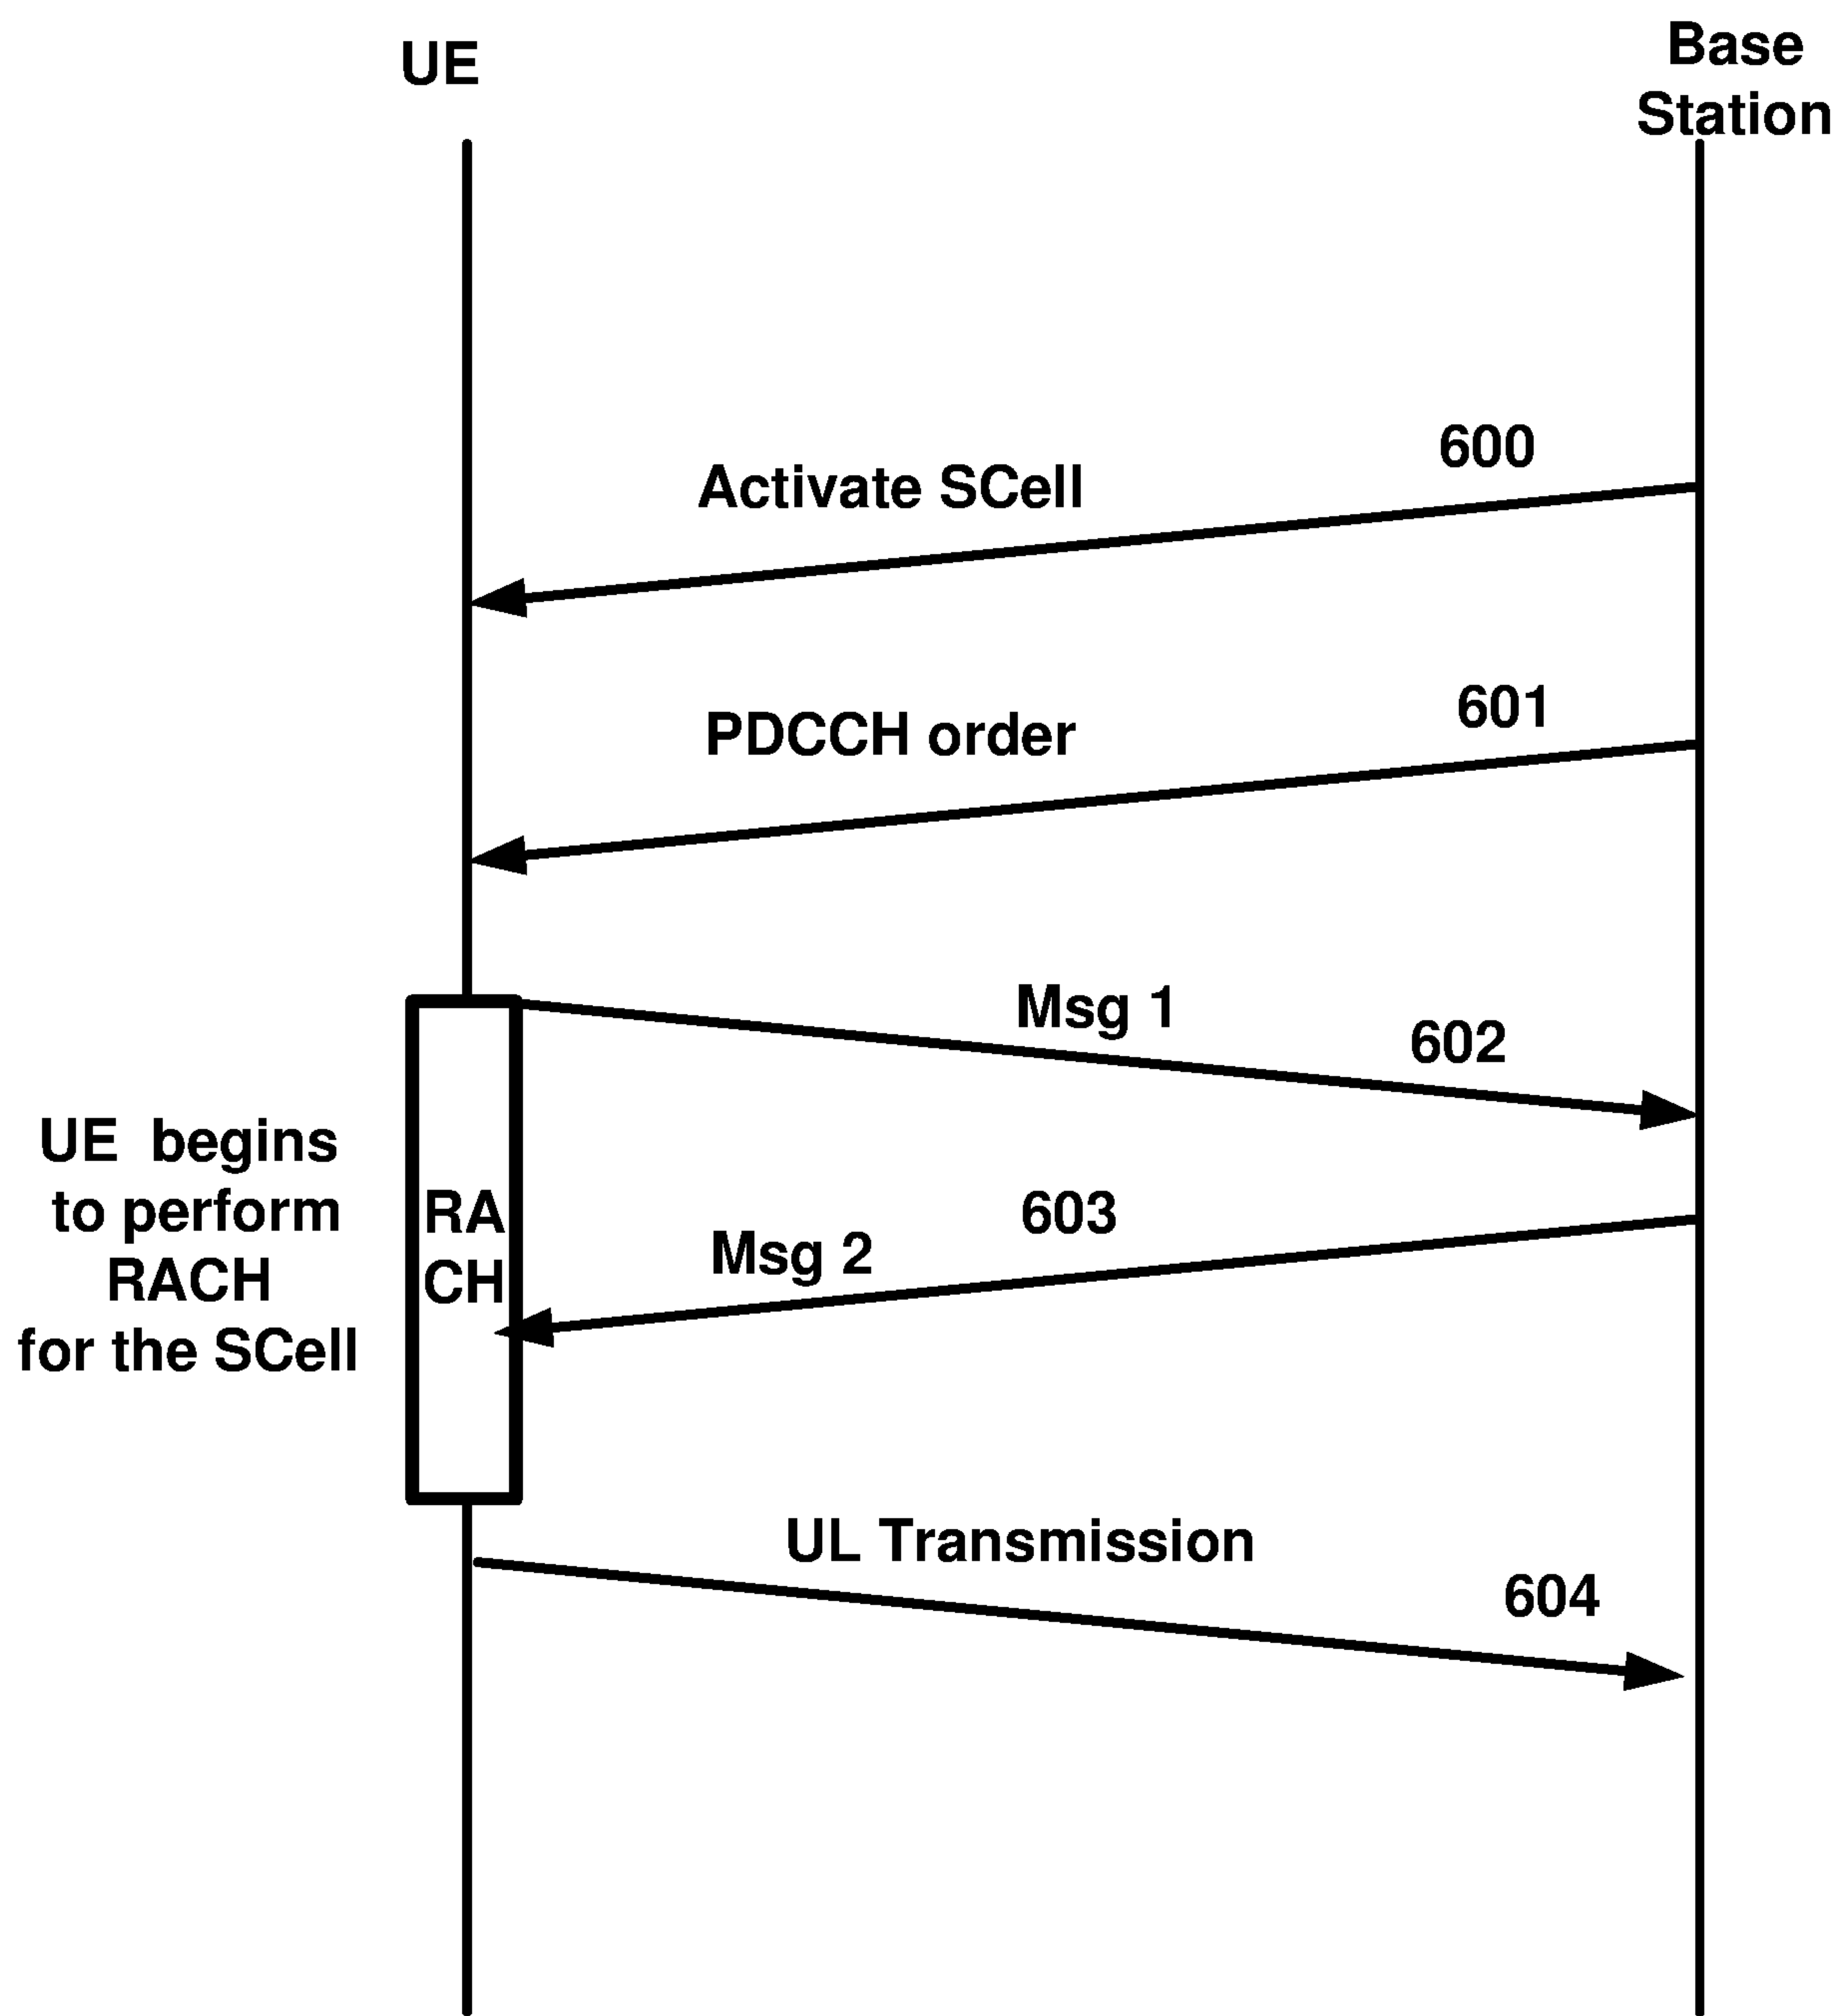 UE
Base
Station
600
Activate SCell
601
PDCCH order
Msg 1
602
UE begins
to perform
RACH
for the SCell
RA
CH
603
Msg 2
UL Transmission
604